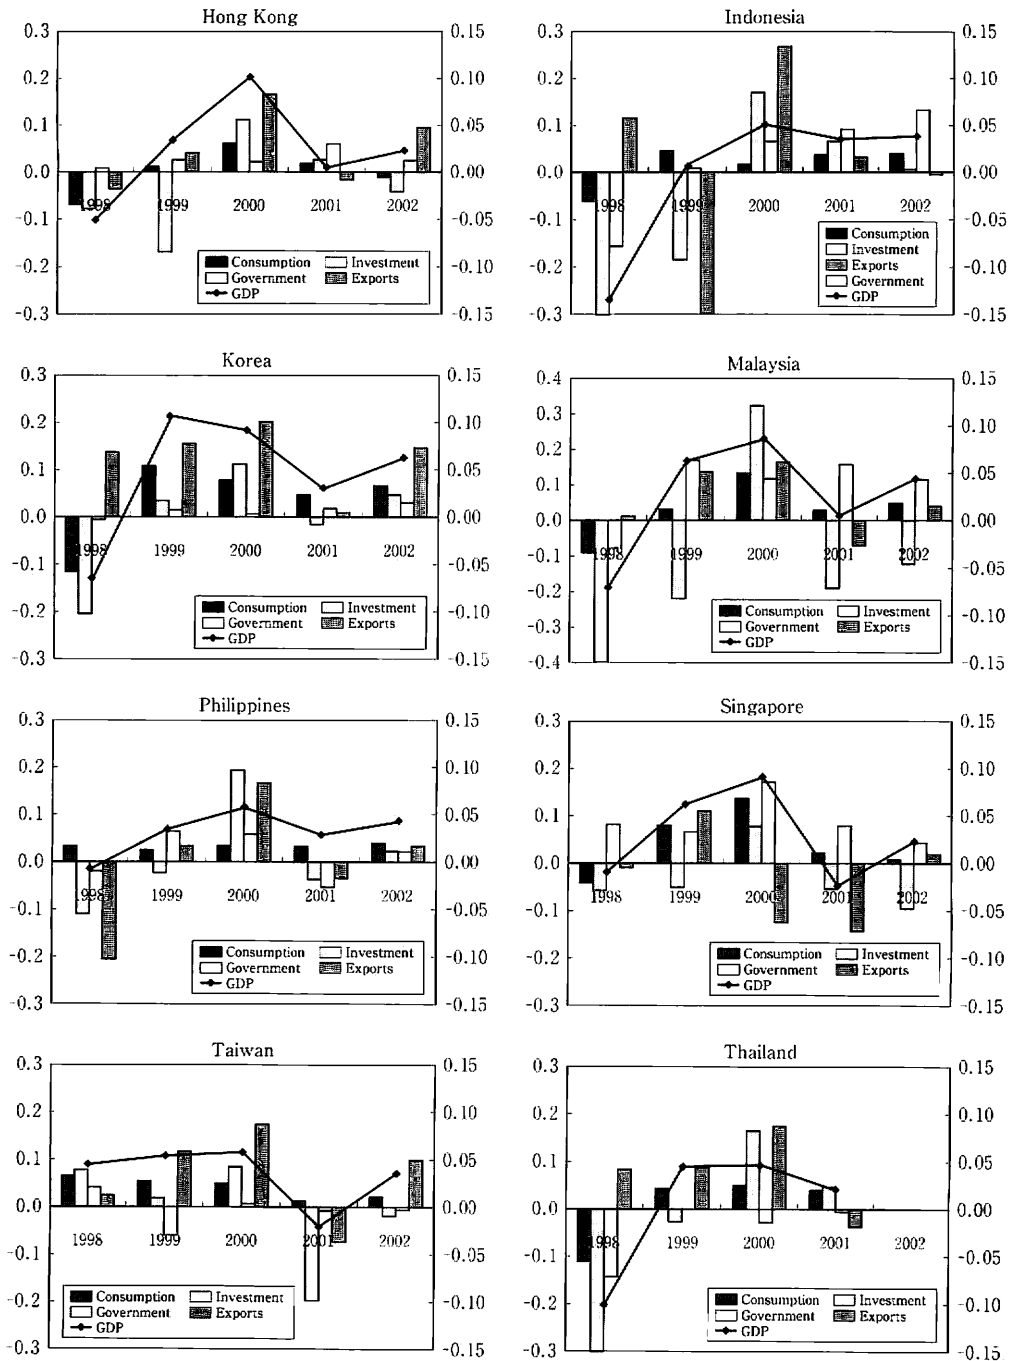 Hong Kong
0.3 0.15
0.2 0.10
0.1 0.05
0.0 0.00
1998 1999 2000 2001 2002
-0.1 -0.05
-0.2 -0.10
-0.3 -0.15
Consumption Investment
Government Exports
GDP
Indonesia
0.3 0.15
0.2 0.10
0.1 0.05
0.0 0.00
1998 1999 2000 2001 2002
-0.1 -0.05
-0.2 -0.10
-0.3 -0.15
Consumption
Investment
Exports
Government
GDP
Korea
0.3 0.15
0.2 0.10
0.1 0.05
0.0 0.00
1998 1999 2000 2001 2002
-0.1 -0.05
-0.2 -0.10
-0.3 -0.15
Consumption Investment
Government Exports
GDP
Malaysia
0.4 0.15
0.3 0.10
0.2
0.1 0.05
0.0 0.00
1998 1999 2000 2001 2002
-0.1 -0.05
-0.2
-0.3 -0.10
-0.4 -0.15
Consumption Investment
Government Exports
GDP
Philippines
0.3 0.15
0.2 0.10
0.1 0.05
0.0 0.00
1998 1999 2000 2001 2002
-0.1 -0.05
-0.2 -0.10
-0.3 -0.15
Consumption Investment
Government Exports
GDP
Singapore
0.3 0.15
0.2 0.10
0.1 0.05
0.0 0.00
1998 1999 2000 2001 2002
-0.1 -0.05
-0.2 -0.10
-0.3 -0.15
Consumption Investment
Government Exports
GDP
Taiwan
0.3 0.15
0.2 0.10
0.1 0.05
0.0 0.00
1998 1999 2000 2001 2002
-0.1 -0.05
-0.2 -0.10
-0.3 -0.15
Consumption Investment
Government Exports
GDP
Thailand
0.3 0.15
0.2 0.10
0.1 0.05
0.0 0.00
1998 1999 2000 2001 2002
-0.1 -0.05
-0.2 -0.10
-0.3 -0.15
Consumption Investment
Government Exports
GDP